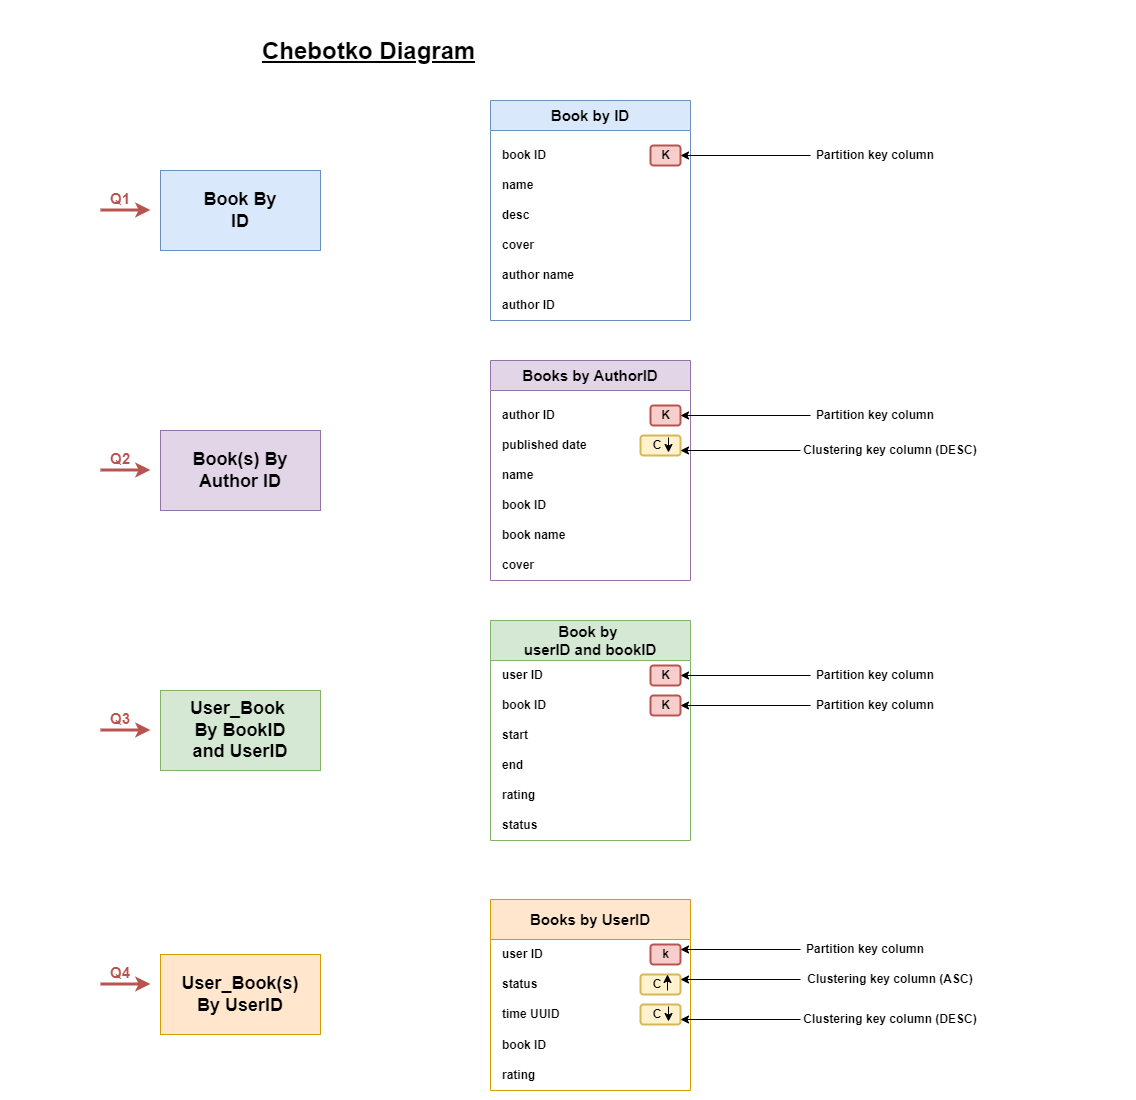 Chebotko Diagram
Q1
Book By
ID
Book by ID
book ID
K
Partition key column
name
desc
cover
author name
author ID
Q2
Book(s) By
Author ID
Books by AuthorID
author ID
K
Partition key column
published date
C
Clustering key column (DESC)
name
book ID
book name
cover
Q3
User_Book
By BookID
and UserID
Book by
userID and bookID
user ID
K
Partition key column
book ID
K
Partition key column
start
end
rating
status
Q4
User_Book(s)
By UserID
Books by UserID
user ID
k
Partition key column
status
C
Clustering key column (ASC)
time UUID
C
Clustering key column (DESC)
book ID
rating